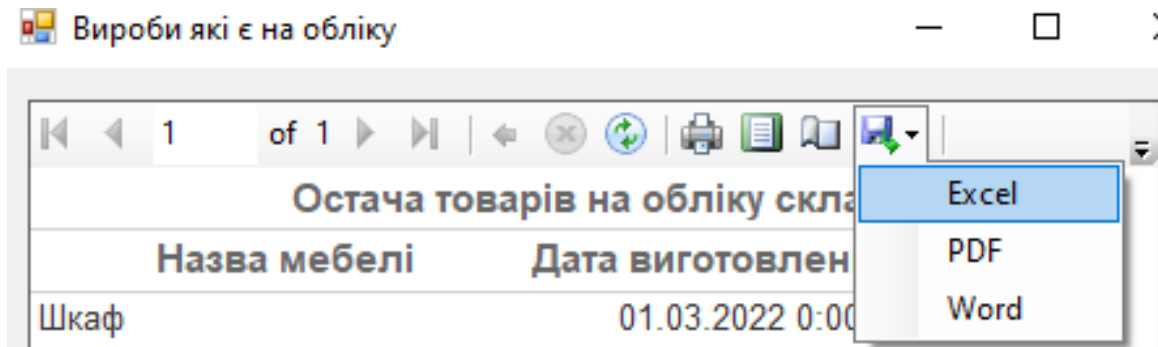 Вироби які є на обліку
1 of 1
Остача товарів на обліку скла
Excel
Назва мебелі Дата виготовлен
PDF
Шкаф 01.03.2022 0:00
Word